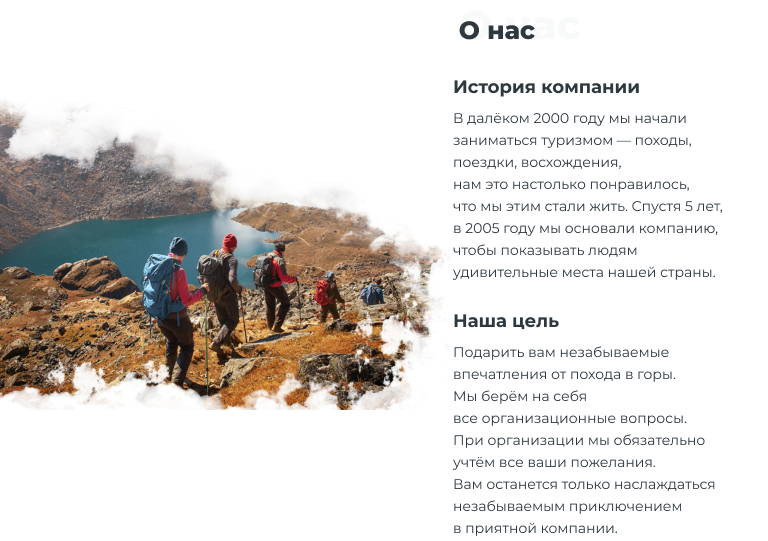 О нас
О нас
История компании
В далёком 2000 году мы начали
заниматься туризмом — походы,
поездки, восхождения,
нам это настолько понравилось,
что мы этим стали жить. Спустя 5 лет,
в 2005 году мы основали компанию,
чтобы показывать людям
удивительные места нашей страны.
Наша цель
Подарить вам незабываемые
впечатления от похода в горы.
Мы берём на себя
все организационные вопросы.
При организации мы обязательно
учтём все ваши пожелания.
Вам останется только наслаждаться
незабываемым приключением
в приятной компании.